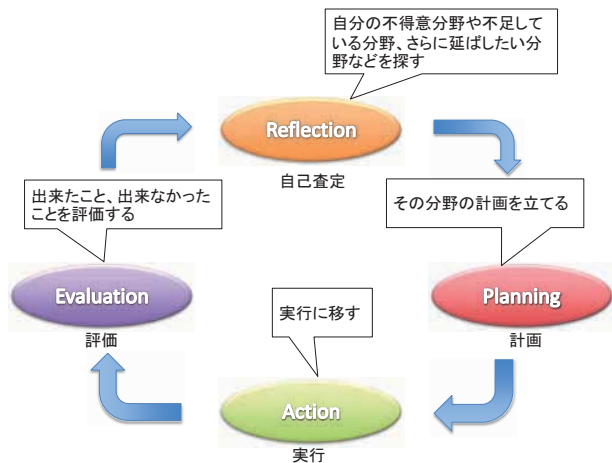 自分の不得意分野や不足して
いる分野、さらに延ばしたい分
野などを探す
Reflection
自己査定
出来たこと、出来なかった
ことを評価する
その分野の計画を立てる
Evaluation
評価
Planning
計画
実行に移す
Action
実行